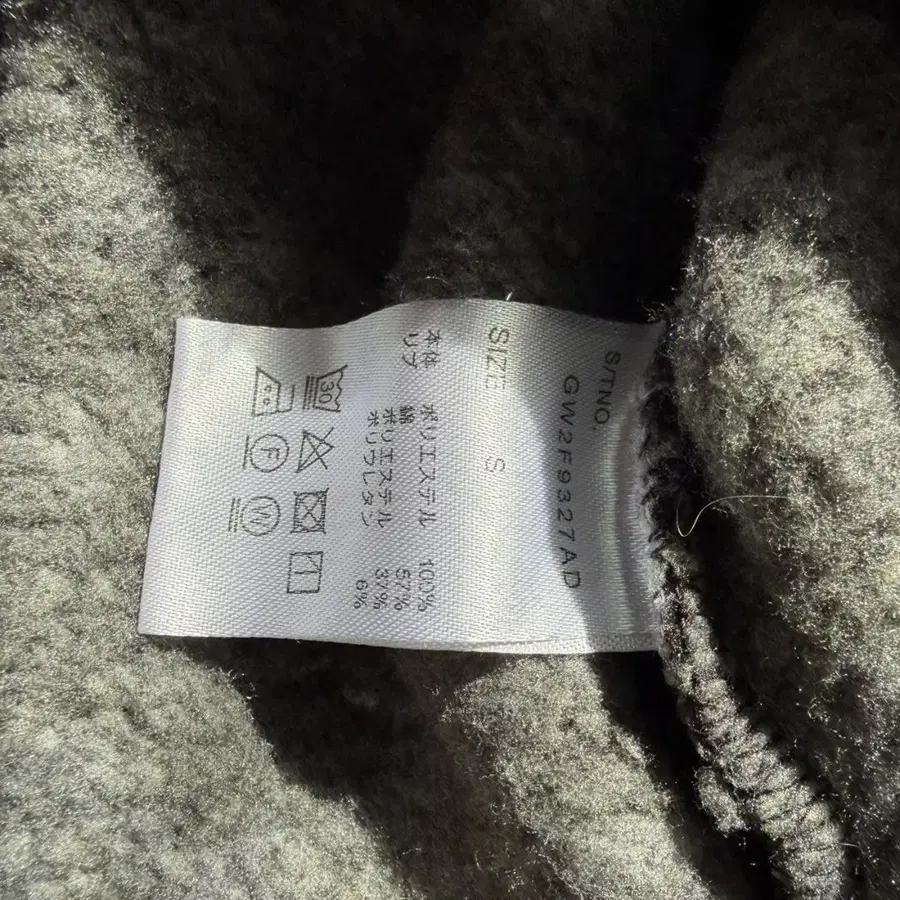 S/TNO.
GW2F9327AD
SIZE S
本体 ポリエステル 100%
リブ 綿 57%
ポリエステル 37%
ポリウレタン 6%
30
F
W